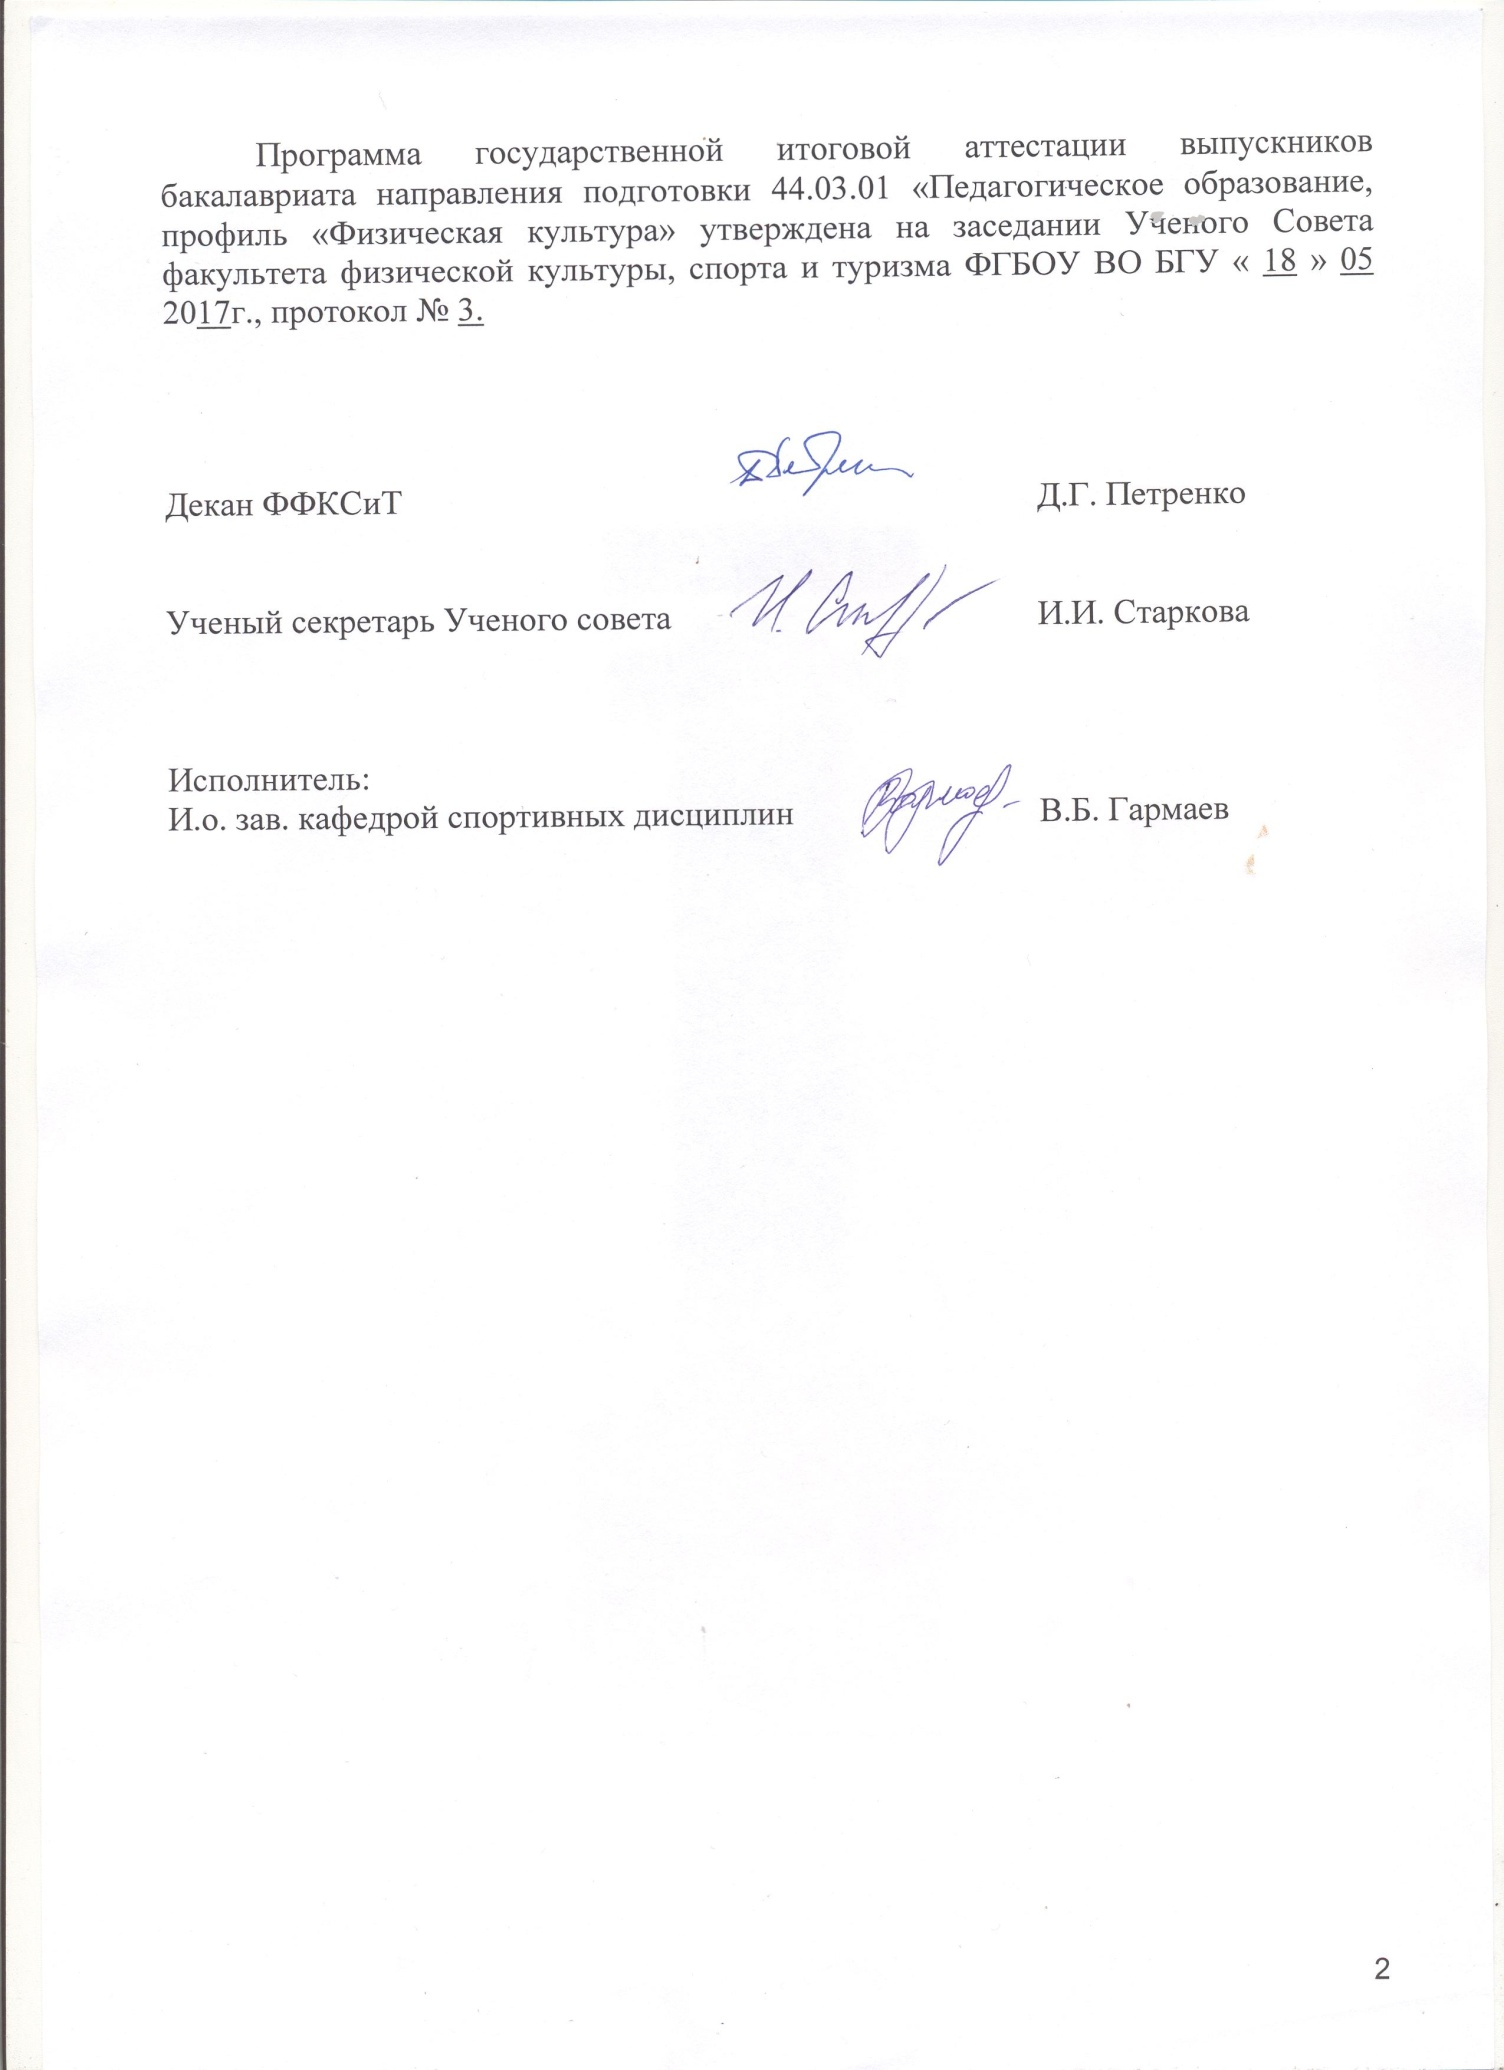 Программа государственной итоговой аттестации выпускников
бакалавриата направления подготовки 44.03.01 «Педагогическое образование,
профиль «Физическая культура» утверждена на заседании Ученого Совета
факультета физической культуры, спорта и туризма ФГБОУ ВО БГУ « 18 » 05
2017г., протокол № 3.
Декан ФФКСиТ Д.Г. Петренко
Ученый секретарь Ученого совета И.И. Старкова
Исполнитель:
И.о. зав. кафедрой спортивных дисциплин В.Б. Гармаев
2